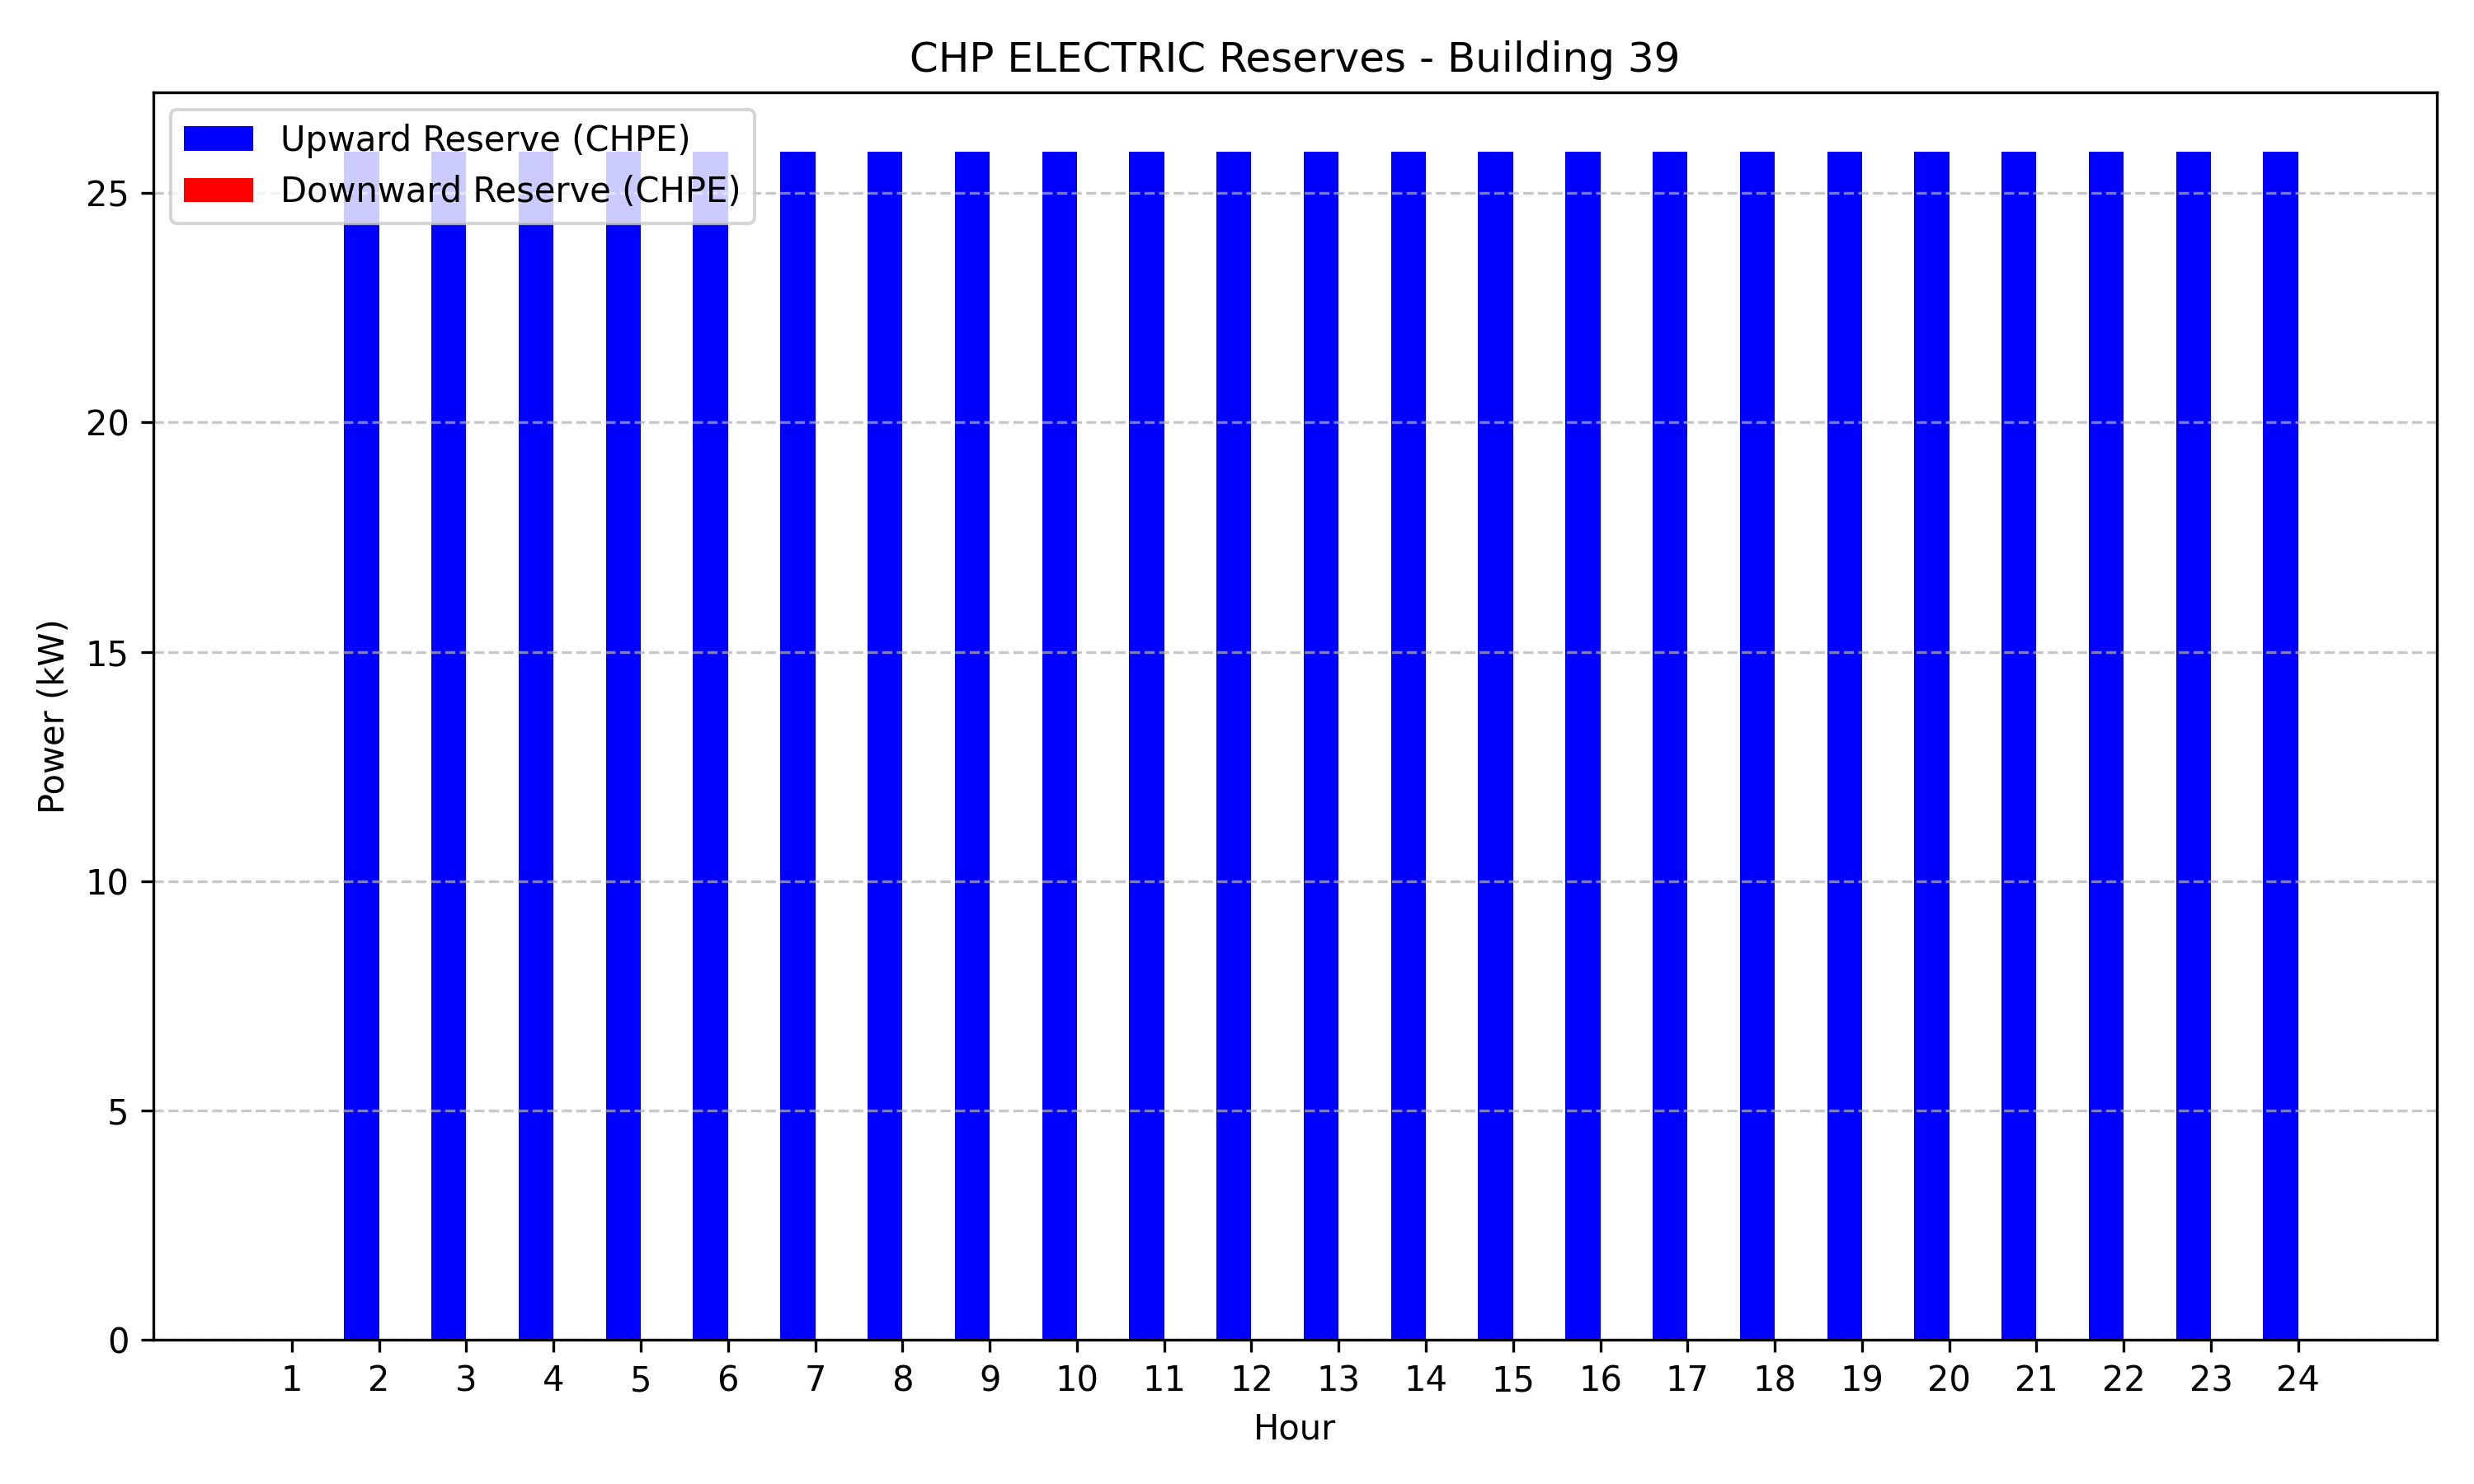 CHP ELECTRIC Reserves - Building 39
Upward Reserve (CHPE)
Downward Reserve (CHPE)
25
20
15
10
5
0
Power (kW)
1 2 3 4 5 6 7 8 9 10 11 12 13 14 15 16 17 18 19 20 21 22 23 24
Hour